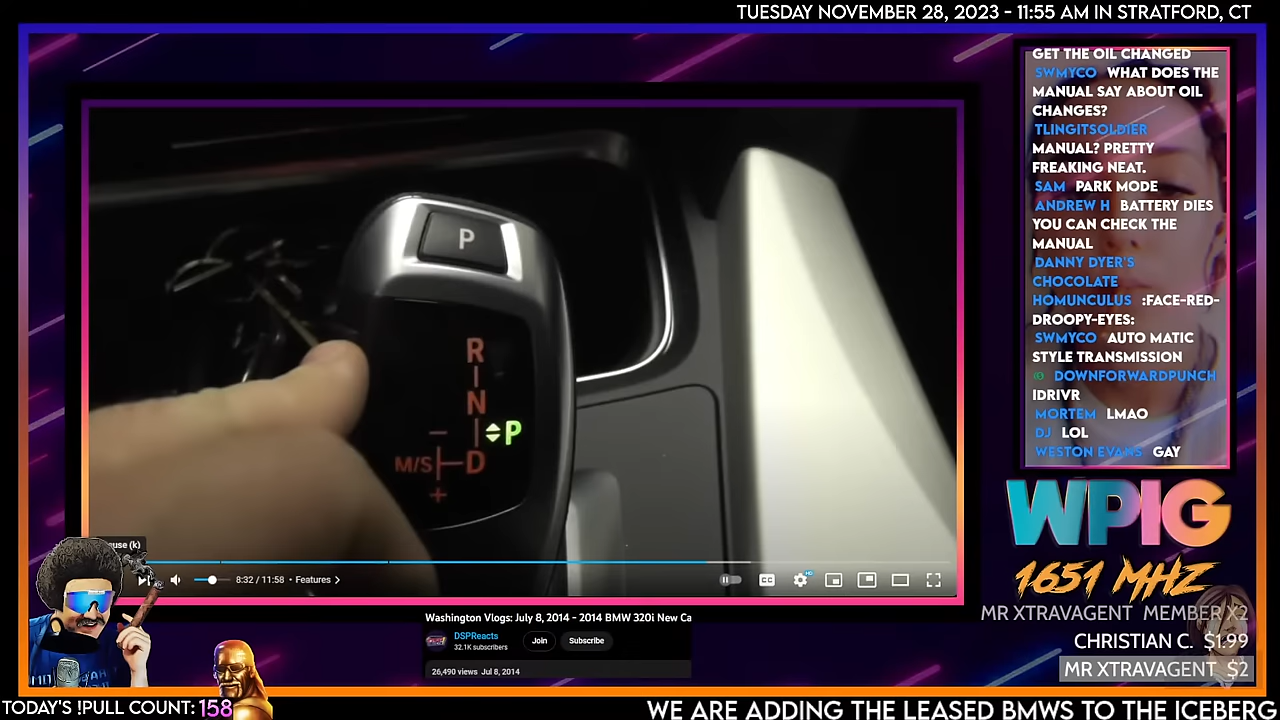 TUESDAY NOVEMBER 28, 2023 - 11:55 AM IN STRATFORD, CT
P
R
N
P
M/S D
+
use (k)
8:32 / 11:58 • Features
CC
HD
Washington Vlogs: July 8, 2014 - 2014 BMW 320i New Ca
DSPReacts
32.1K subscribers
Join
Subscribe
26,490 views Jul 8, 2014
GET THE OIL CHANGED
SWMYCO WHAT DOES THE
MANUAL SAY ABOUT OIL
CHANGES?
TLINGITSOLDIER
MANUAL? PRETTY
FREAKING NEAT.
SAM PARK MODE
ANDREW H BATTERY DIES
YOU CAN CHECK THE
MANUAL
DANNY DYER'S
CHOCOLATE
HOMUNCULUS :FACE-RED-
DROOPY-EYES:
SWMYCO AUTO MATIC
STYLE TRANSMISSION
DOWNFORWARDPUNCH
IDRIVR
MORTEM LMAO
DJ LOL
WESTON EVANS GAY
WPIG
1651 MHZ
MR XTRAVAGENT MEMBER X2
CHRISTIAN C. $1.99
MR XTRAVAGENT $2
TODAY'S !PULL COUNT: 158
WE ARE ADDING THE LEASED BMWS TO THE ICEBERG